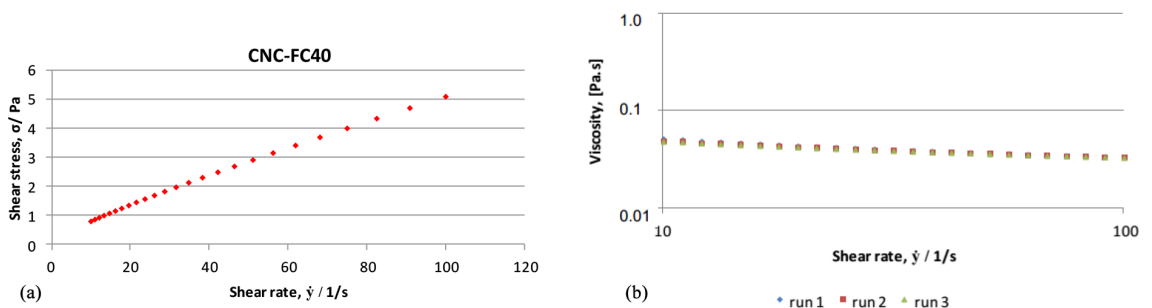 CNC-FC40
Shear stress, σ/ Pa
6
5
4
3
2
1
0
0 20 40 60 80 100 120
Shear rate, ẏ / 1/s
(a)
Viscosity, [Pa.s]
1.0
0.1
0.01
10 100
Shear rate, ẏ / 1/s
(b)
run 1 run 2 run 3